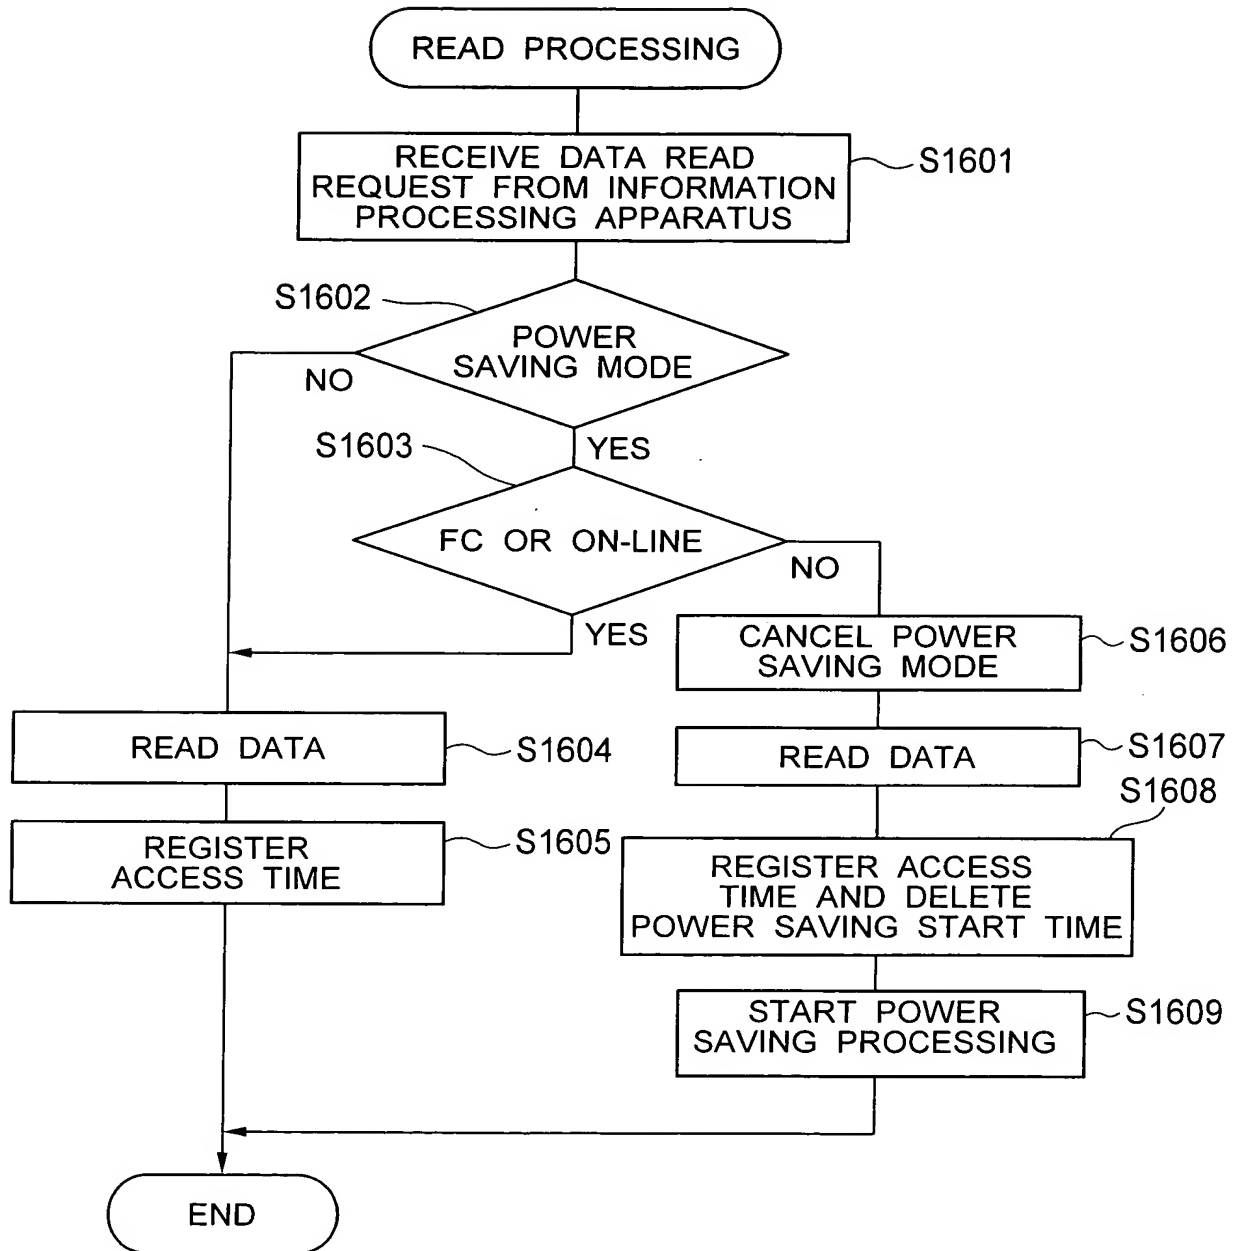 READ PROCESSING
RECEIVE DATA READ
REQUEST FROM INFORMATION
PROCESSING APPARATUS
S1601
S1602
POWER
SAVING MODE
NO
YES
S1603
FC OR ON-LINE
NO
YES
CANCEL POWER
SAVING MODE
S1606
READ DATA
S1604
READ DATA
S1607
S1608
REGISTER
ACCESS TIME
S1605
REGISTER ACCESS
TIME AND DELETE
POWER SAVING START TIME
START POWER
SAVING PROCESSING
S1609
END